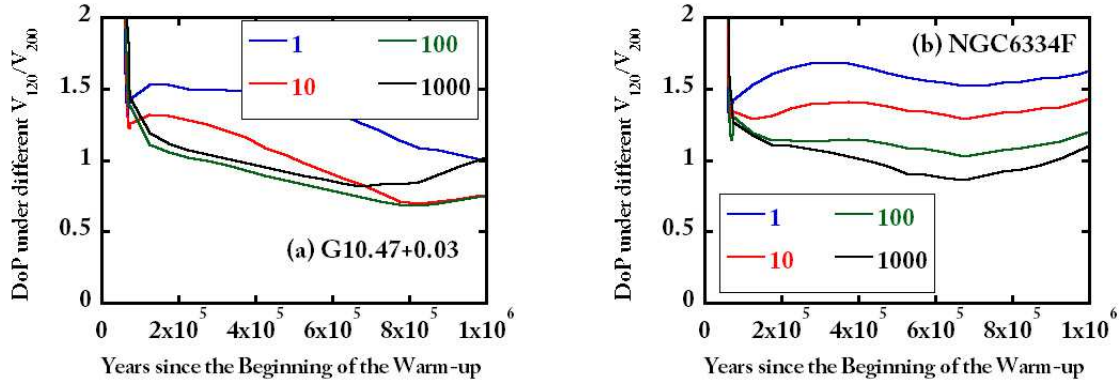 DoP under different V120/V200
2
1.5
1
0.5
0
1 100
10 1000
(a) G10.47+0.03
0 2x10^5 4x10^5 6x10^5 8x10^5 1x10^6
Years since the Beginning of the Warm-up
DoP under different V120/V200
2
1.5
1
0.5
0
(b) NGC6334F
1 100
10 1000
0 2x10^5 4x10^5 6x10^5 8x10^5 1x10^6
Years since the Beginning of the Warm-up